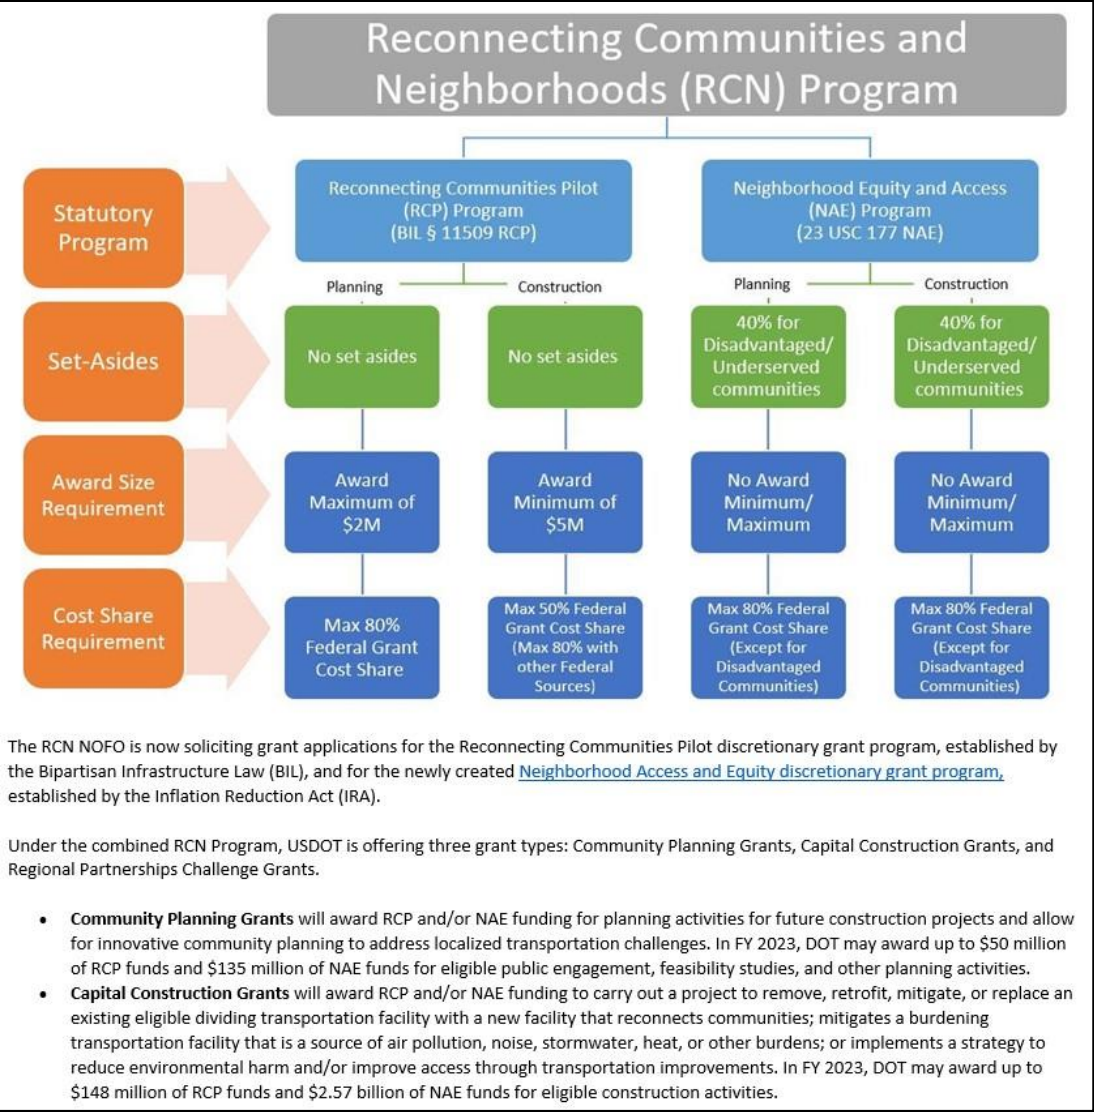 Reconnecting Communities and
Neighborhoods (RCN) Program
Statutory
Program
Reconnecting Communities Pilot
(RCP) Program
(BIL § 11509 RCP)
Neighborhood Equity and Access
(NAE) Program
(23 USC 177 NAE)
Planning
Construction
Planning
Construction
Set-Asides
No set asides
No set asides
40% for
Disadvantaged/
Underserved
communities
40% for
Disadvantaged/
Underserved
communities
Award Size
Requirement
Award
Maximum of
$2M
Award
Minimum of
$5M
No Award
Minimum/
Maximum
No Award
Minimum/
Maximum
Cost Share
Requirement
Max 80%
Federal Grant
Cost Share
Max 50% Federal
Grant Cost Share
(Max 80% with
other Federal
Sources)
Max 80% Federal
Grant Cost Share
(Except for
Disadvantaged
Communities)
Max 80% Federal
Grant Cost Share
(Except for
Disadvantaged
Communities)
The RCN NOFO is now soliciting grant applications for the Reconnecting Communities Pilot discretionary grant program, established by
the Bipartisan Infrastructure Law (BIL), and for the newly created Neighborhood Access and Equity discretionary grant program,
established by the Inflation Reduction Act (IRA).
Under the combined RCN Program, USDOT is offering three grant types: Community Planning Grants, Capital Construction Grants, and
Regional Partnerships Challenge Grants.
• Community Planning Grants will award RCP and/or NAE funding for planning activities for future construction projects and allow
for innovative community planning to address localized transportation challenges. In FY 2023, DOT may award up to $50 million
of RCP funds and $135 million of NAE funds for eligible public engagement, feasibility studies, and other planning activities.
• Capital Construction Grants will award RCP and/or NAE funding to carry out a project to remove, retrofit, mitigate, or replace an
existing eligible dividing transportation facility with a new facility that reconnects communities; mitigates a burdening
transportation facility that is a source of air pollution, noise, stormwater, heat, or other burdens; or implements a strategy to
reduce environmental harm and/or improve access through transportation improvements. In FY 2023, DOT may award up to
$148 million of RCP funds and $2.57 billion of NAE funds for eligible construction activities.